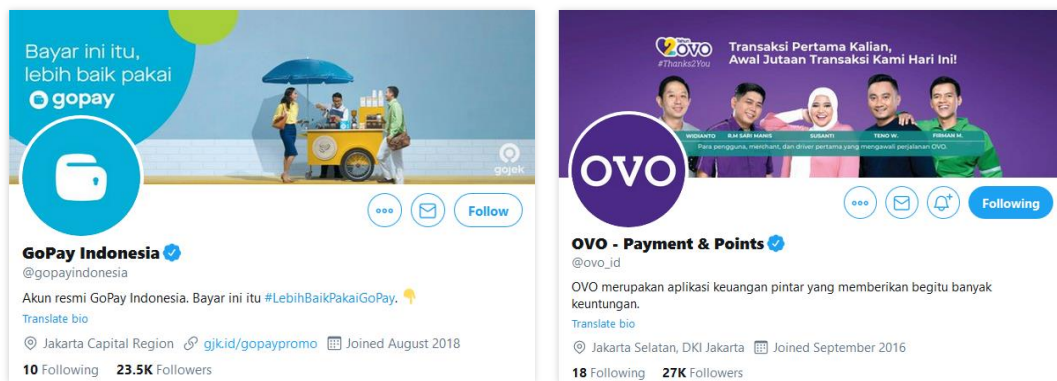 Bayar ini itu,
lebih baik pakai
gopay
gojek
Follow
GoPay Indonesia
@gopayindonesia
Akun resmi GoPay Indonesia. Bayar ini itu #LebihBaikPakaiGoPay. 👇
Translate bio
Jakarta Capital Region gjk.id/gopaypromo Joined August 2018
10 Following 23.5K Followers
2 Tahun OVO
#Thanks2You
Transaksi Pertama Kalian,
Awal Jutaan Transaksi Kami Hari Ini!
WIDIANTO R.M SARI MANIS SUSANTI TENO W. FIRMAN M.
Para pengguna, merchant, dan driver pertama yang mengawali perjalanan OVO.
OVO
Following
OVO - Payment & Points
@ovo_id
OVO merupakan aplikasi keuangan pintar yang memberikan begitu banyak
keuntungan.
Translate bio
Jakarta Selatan, DKI Jakarta Joined September 2016
18 Following 27K Followers